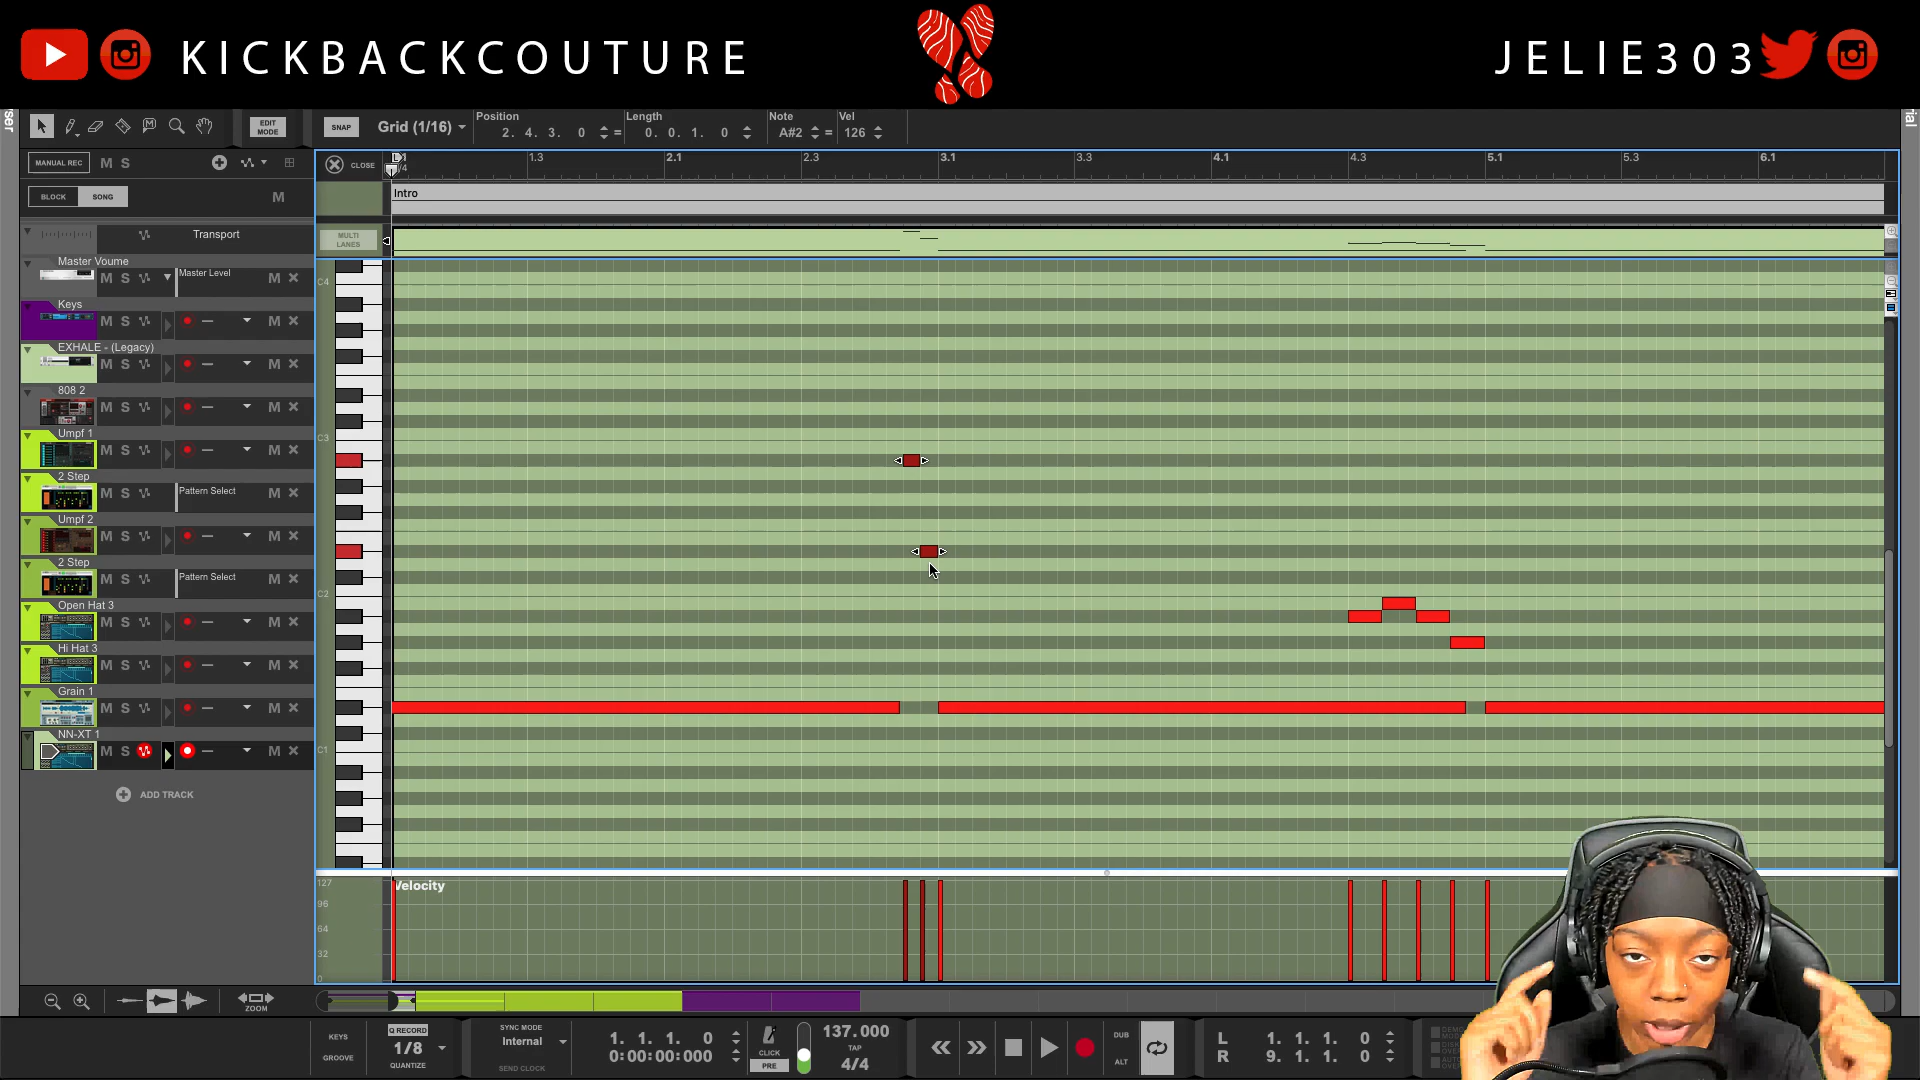 KICKBACKCOUTURE
JELIE303
EDIT MODE
SNAP
Grid (1/16)
Position
2. 4. 3. 0
=
Length
0. 0. 1. 0
Note
A#2
=
Vel
126
MANUAL REC
M S
CLOSE
1.3
2.1
2.3
3.1
3.3
4.1
4.3
5.1
5.3
6.1
BLOCK
SONG
M
Intro
Transport
MULTI LANES
Master Voume
M S
Master Level
M
Keys
M S
M
EXHALE - (Legacy)
M S
M
808 2
M S
M
Umpf 1
M S
M
2 Step
M S
Pattern Select
M
Umpf 2
M S
M
2 Step
M S
Pattern Select
M
Open Hat 3
M S
M
Hi Hat 3
M S
M
Grain 1
M S
M
NN-XT 1
M S
M
ADD TRACK
C4
C3
C2
C1
Velocity
127
96
64
32
0
ZOOM
KEYS
GROOVE
Q RECORD
1/8
QUANTIZE
SYNC MODE
Internal
SEND CLOCK
1. 1. 1. 0
0:00:00:000
CLICK
PRE
137.000
TAP
4/4
DUB
ALT
L 1. 1. 1. 0
R 9. 1. 1. 0